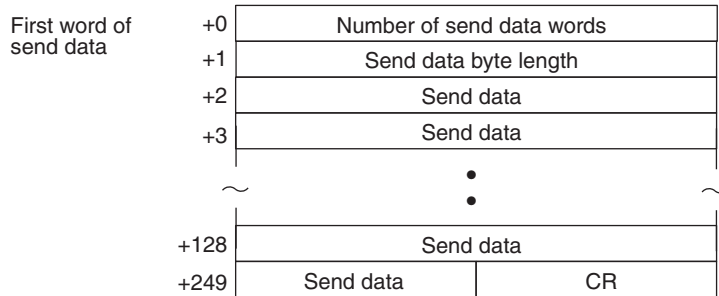 First word of
send data
+0 Number of send data words
+1 Send data byte length
+2 Send data
+3 Send data
+128 Send data
+249 Send data CR